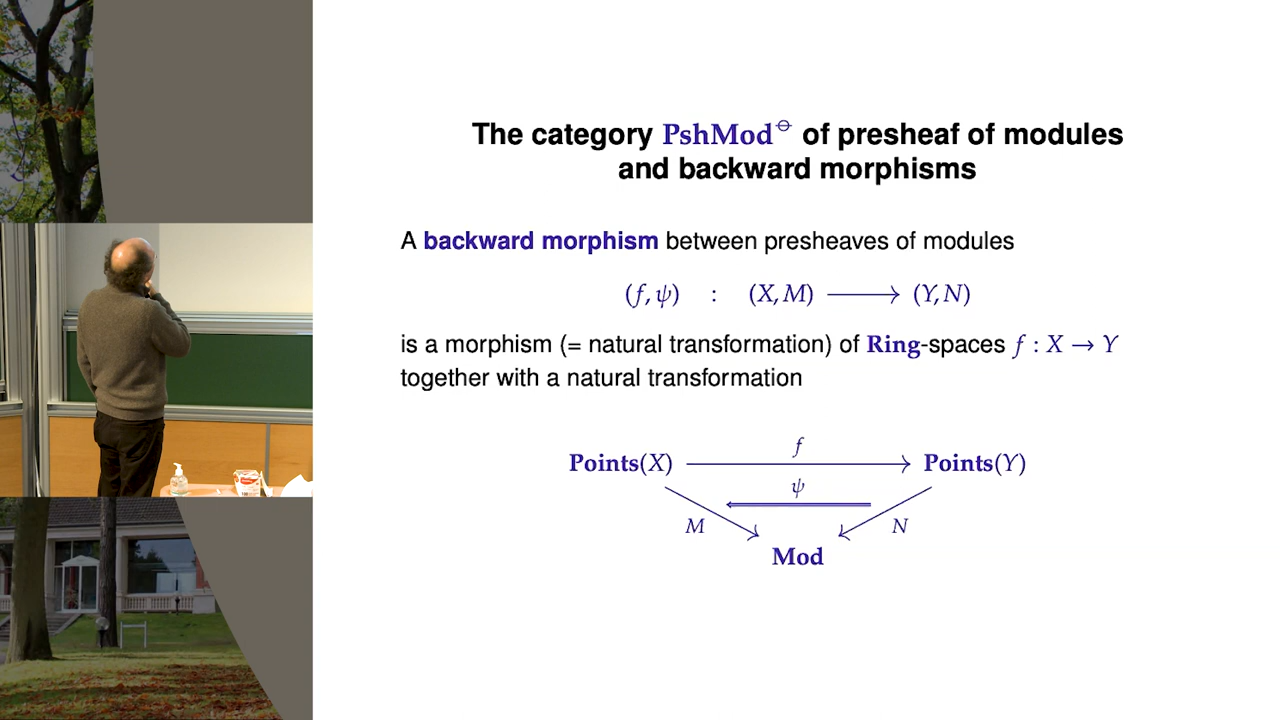 The category PshMod⊖ of presheaf of modules
and backward morphisms
A backward morphism between presheaves of modules
(f, ψ) : (X, M) ⟶ (Y, N)
is a morphism (= natural transformation) of Ring-spaces f : X → Y
together with a natural transformation
f
Points(X) Points(Y)
ψ
M N
Mod